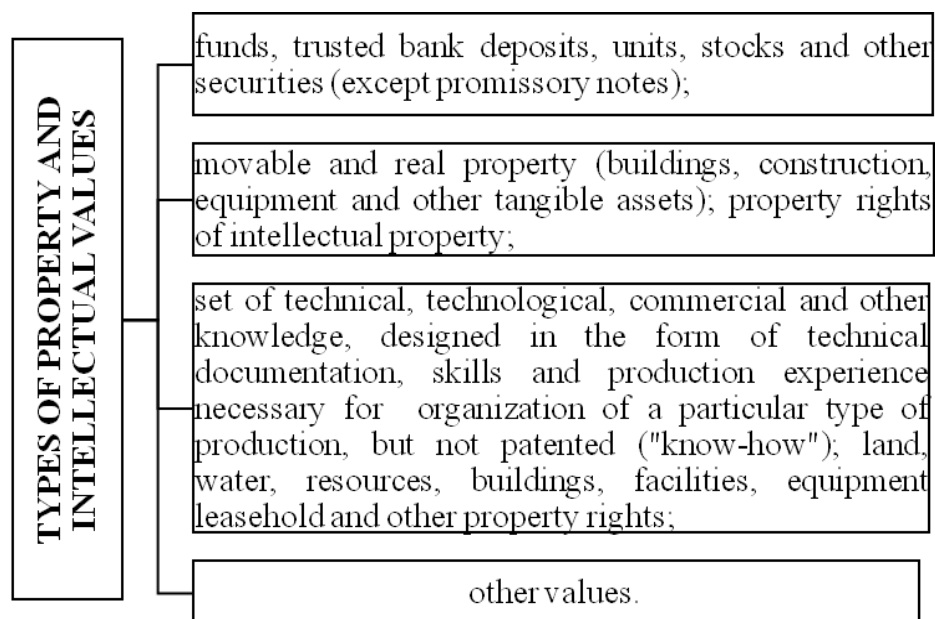 TYPES OF PROPERTY AND
INTELLECTUAL VALUES
funds, trusted bank deposits, units, stocks and other
securities (except promissory notes);
movable and real property (buildings, construction,
equipment and other tangible assets); property rights
of intellectual property;
set of technical, technological, commercial and other
knowledge, designed in the form of technical
documentation, skills and production experience
necessary for organization of a particular type of
production, but not patented ("know-how"); land,
water, resources, buildings, facilities, equipment
leasehold and other property rights;
other values.